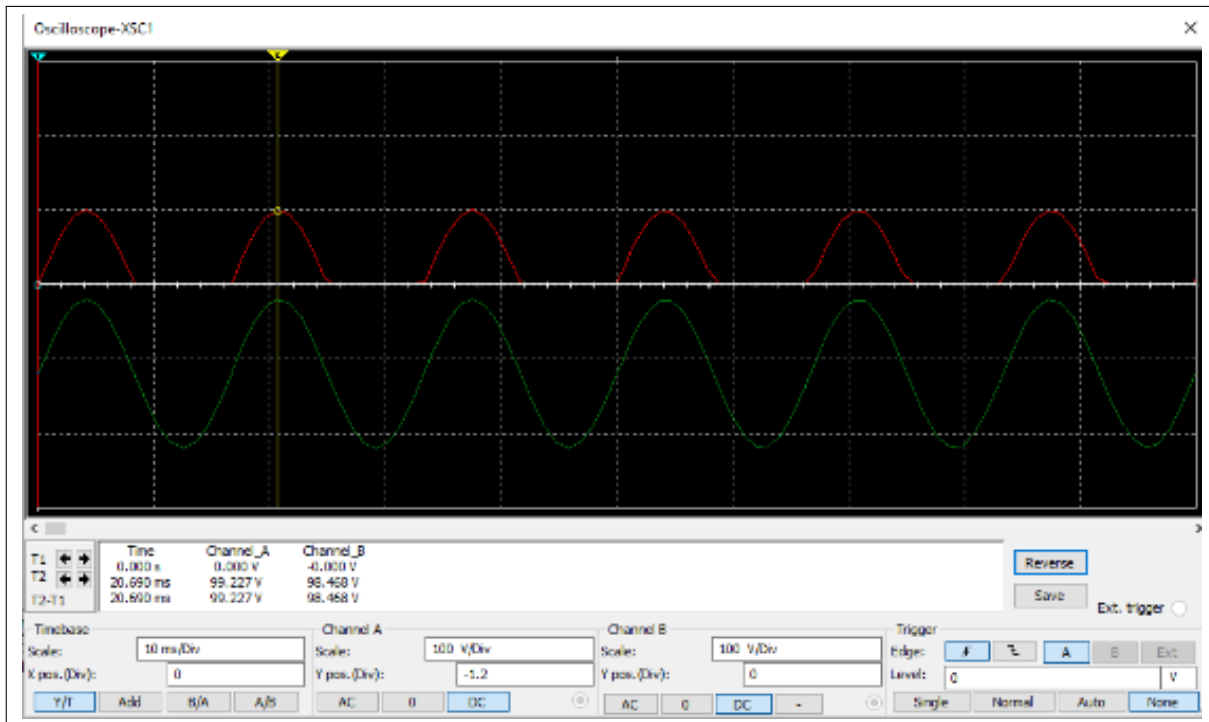 Oscilloscope-XSC1
T1
T2
T2-T1
Time Channel_A Channel_B
0.000 s 0.000 V -0.000 V
20.690 ms 99.227 V 98.468 V
20.690 ms 99.227 V 98.468 V
Reverse
Save
Ext. trigger
Timebase
Scale: 10 ms/Div
X pos.(Div): 0
Y/T Add B/A A/B
Channel A
Scale: 100 V/Div
Y pos.(Div): -1.2
AC 0 DC
Channel B
Scale: 100 V/Div
Y pos.(Div): 0
AC 0 DC -
Trigger
Edge: A B Ext
Level: 0 V
Single Normal Auto None